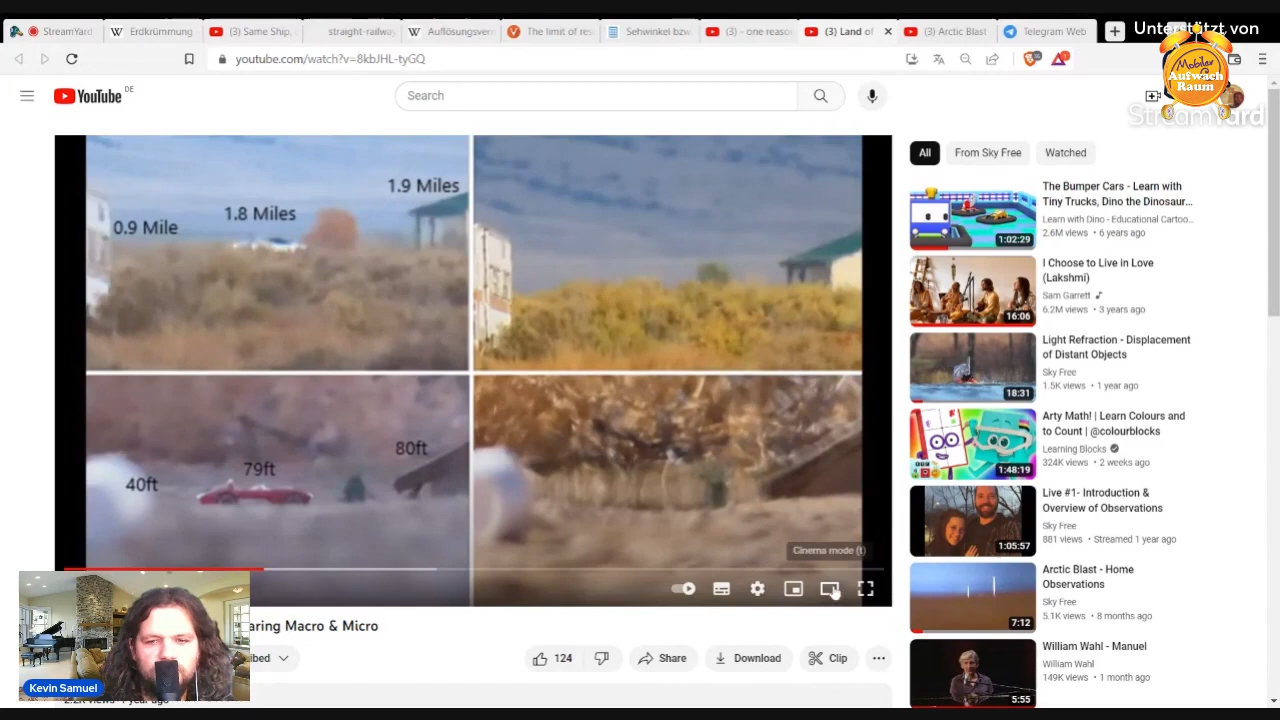 StreamYard
Erdkrümmung
(3) Same Ship,
straight-railway
Auflösungsverm
The limit of res
Sehwinkel bzw.
(3) - one reaso
(3) Land of
(3) Arctic Blast
Telegram Web
Unterstützt von
youtube.com/watch?v=8kbJHL-tyGQ
Mobiler
Aufwach
Raum
StreamYard
YouTube DE
Search
All
From Sky Free
Watched
1.9 Miles
1.8 Miles
0.9 Mile
80ft
79ft
40ft
Cinema mode (t)
The Bumper Cars - Learn with
Tiny Trucks, Dino the Dinosaur...
Learn with Dino - Educational Cartoo...
2.6M views • 6 years ago
1:02:29
I Choose to Live in Love
(Lakshmi)
Sam Garrett
6.2M views • 3 years ago
16:06
Light Refraction - Displacement
of Distant Objects
Sky Free
1.5K views • 1 year ago
18:31
Arty Math! | Learn Colours and
to Count | @colourblocks
Learning Blocks
324K views • 2 weeks ago
1:48:19
Live #1- Introduction &
Overview of Observations
Sky Free
881 views • Streamed 1 year ago
1:05:57
Arctic Blast - Home
Observations
Sky Free
5.1K views • 8 months ago
7:12
William Wahl - Manuel
William Wahl
149K views • 1 month ago
5:55
aring Macro & Micro
ibed
124
Share
Download
Clip
Kevin Samuel